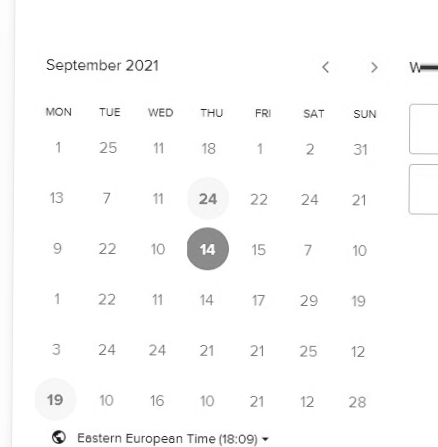 September 2021
MON TUE WED THU FRI SAT SUN
1 25 11 18 1 2 31
13 7 11 24 22 24 21
9 22 10 14 15 7 10
1 22 11 14 17 29 19
3 24 24 21 21 25 12
19 10 16 10 21 12 28
Eastern European Time (18:09)